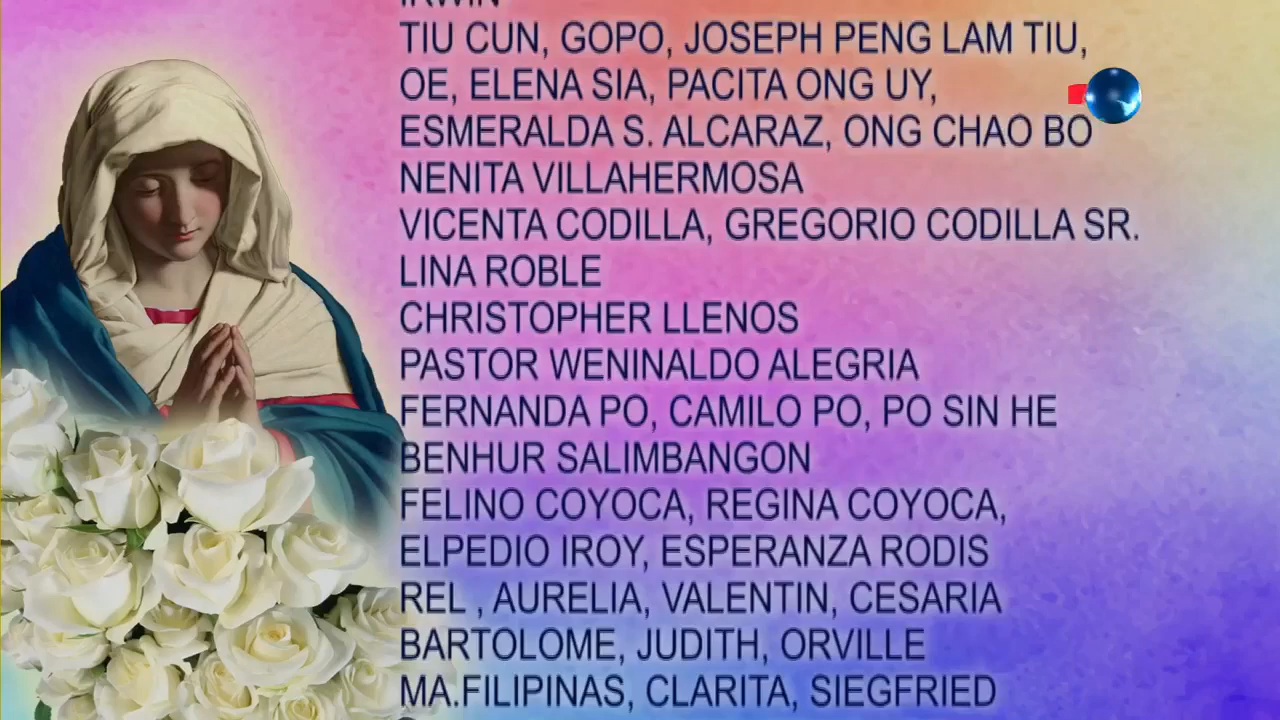 IRWIN
TIU CUN, GOPO, JOSEPH PENG LAM TIU,
OE, ELENA SIA, PACITA ONG UY,
ESMERALDA S. ALCARAZ, ONG CHAO BO
NENITA VILLAHERMOSA
VICENTA CODILLA, GREGORIO CODILLA SR.
LINA ROBLE
CHRISTOPHER LLENOS
PASTOR WENINALDO ALEGRIA
FERNANDA PO, CAMILO PO, PO SIN HE
BENHUR SALIMBANGON
FELINO COYOCA, REGINA COYOCA,
ELPEDIO IROY, ESPERANZA RODIS
REL , AURELIA, VALENTIN, CESARIA
BARTOLOME, JUDITH, ORVILLE
MA.FILIPINAS, CLARITA, SIEGFRIED